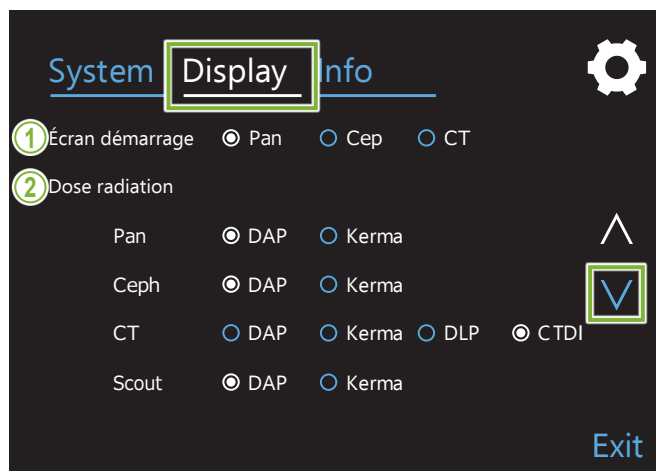 System Display Info
1 Écran démarrage Pan Cep CT
2 Dose radiation
Pan DAP Kerma
Ceph DAP Kerma
CT DAP Kerma DLP CTDI
Scout DAP Kerma
Exit